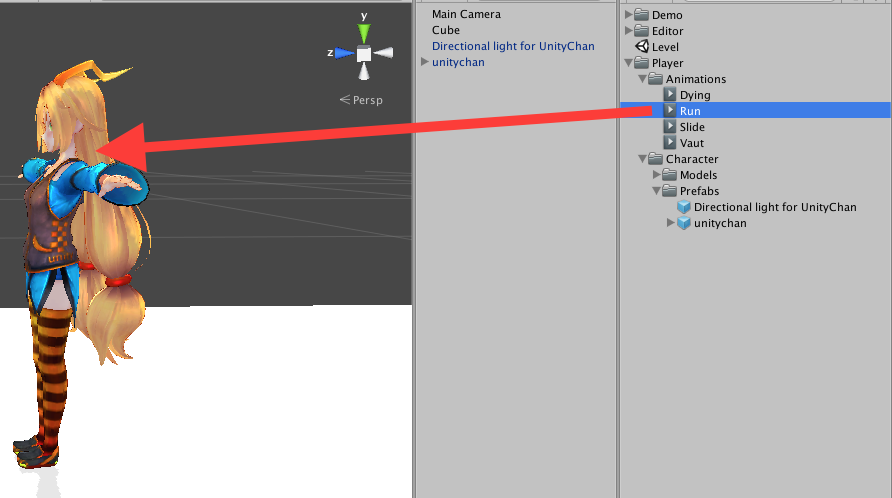 y
z
Persp
Main Camera
Cube
Directional light for UnityChan
unitychan
Demo
Editor
Level
Player
Animations
Dying
Run
Slide
Vaut
Character
Models
Prefabs
Directional light for UnityChan
unitychan